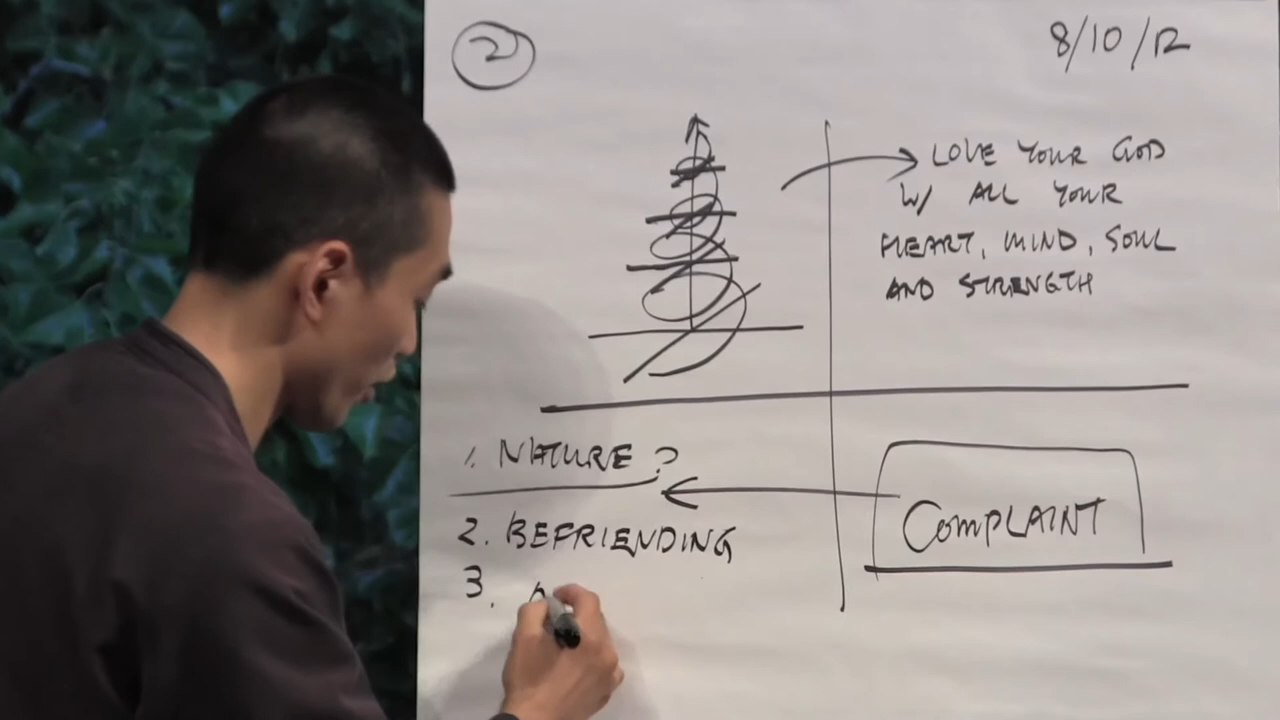 2
8/10/12
LOVE YOUR GOD
W/ ALL YOUR
HEART, MIND, SOUL
AND STRENGTH
1. NATURE?
2. BEFRIENDING
3.
COMPLAINT